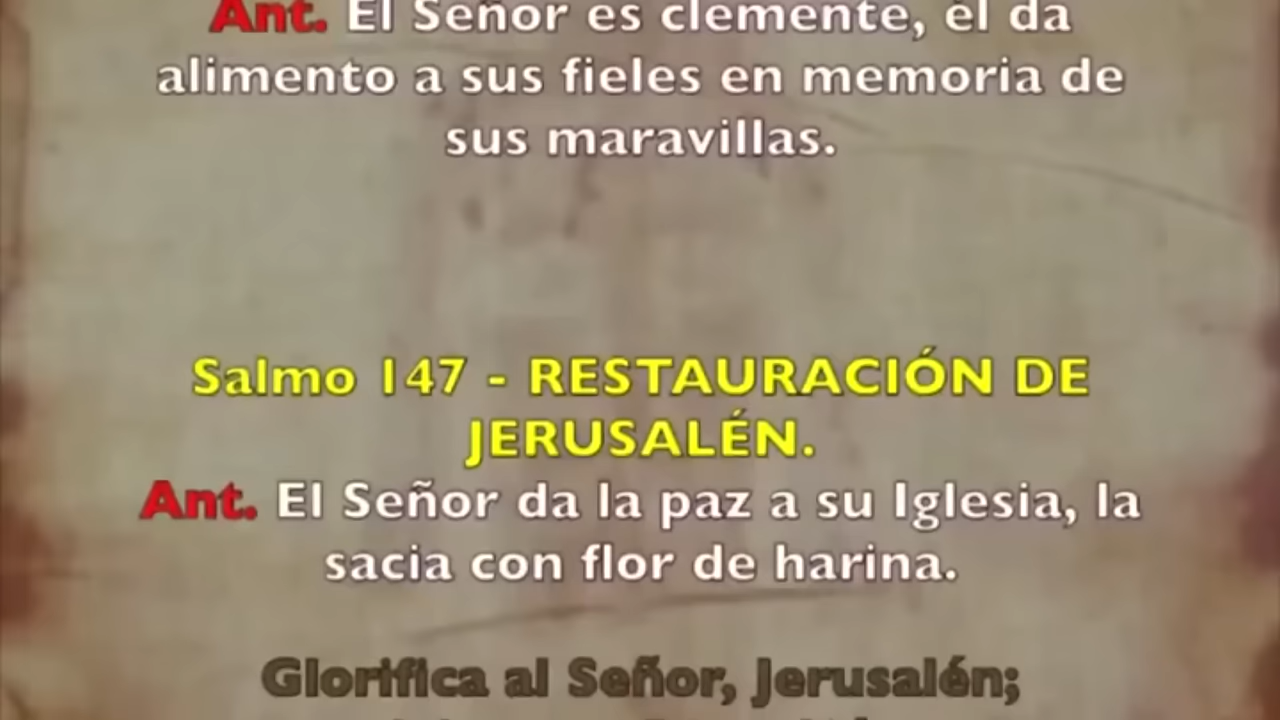 Ant. El Señor es clemente, él da
alimento a sus fieles en memoria de
sus maravillas.
Salmo 147 - RESTAURACIÓN DE
JERUSALÉN.
Ant. El Señor da la paz a su Iglesia, la
sacia con flor de harina.
Glorifica al Señor, Jerusalén;